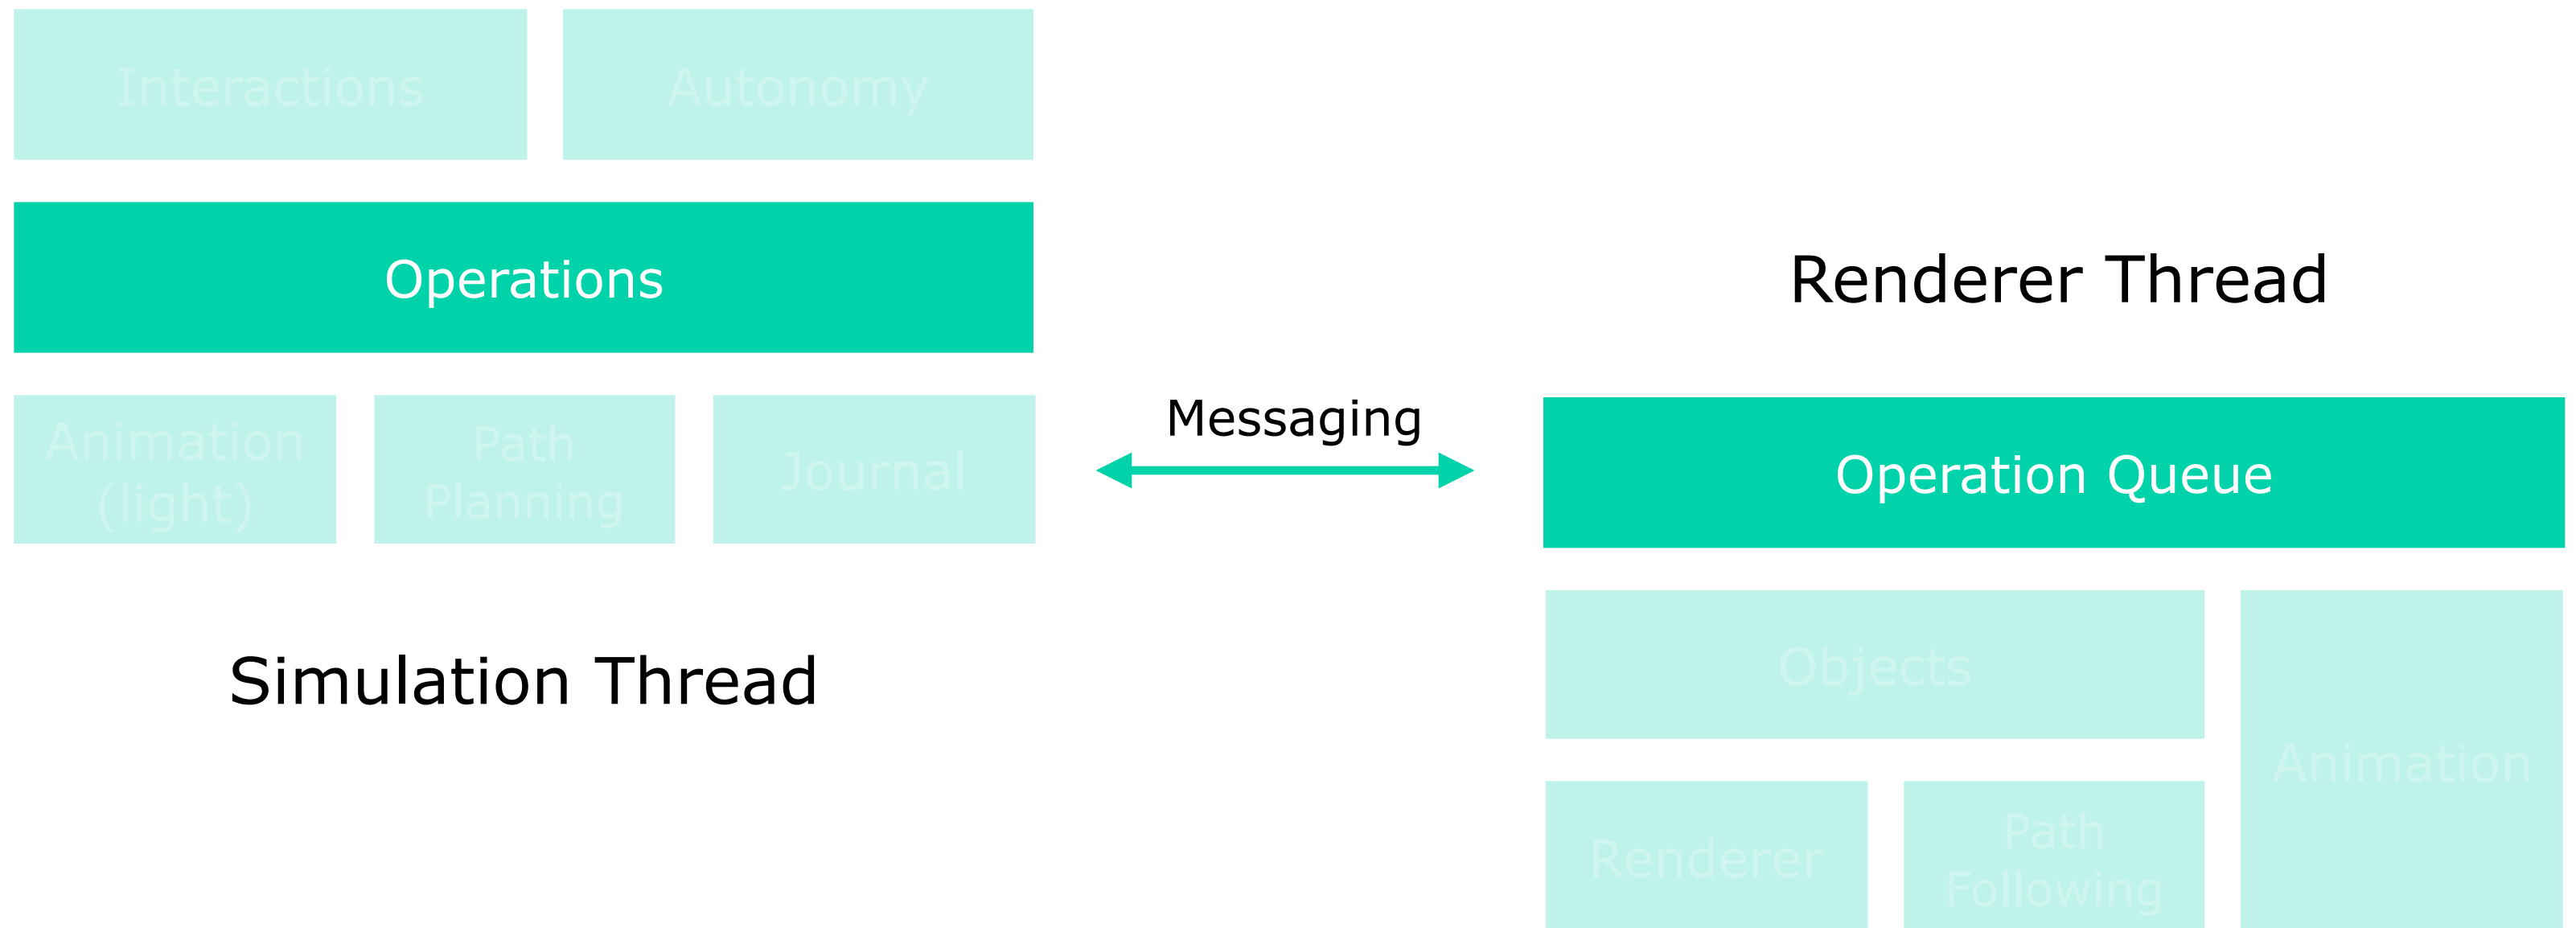 Interactions
Autonomy
Operations
Animation
(light)
Path
Planning
Journal
Simulation Thread
Messaging
Renderer Thread
Operation Queue
Objects
Animation
Renderer
Path
Following